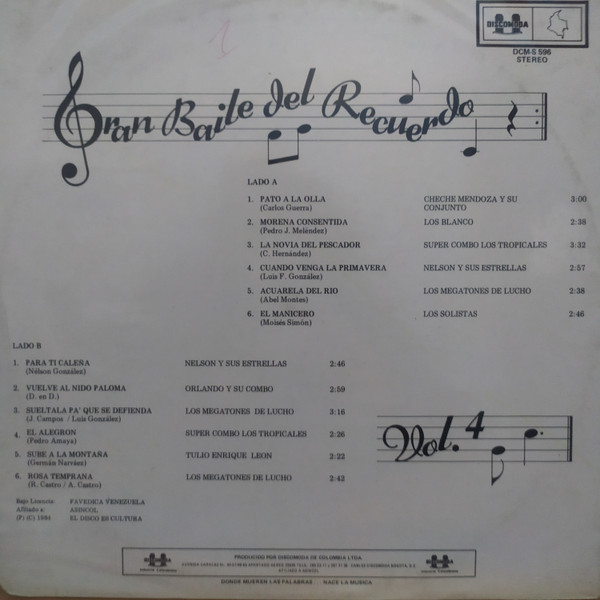 DISCOMODA
DCM-S 596
STEREO
Gran Baile del Recuerdo
LADO A
1. PATO A LA OLLA CHECHE MENDOZA Y SU 3:00
(Carlos Guerra) CONJUNTO
2. MORENA CONSENTIDA LOS BLANCO 2:38
(Pedro J. Meléndez)
3. LA NOVIA DEL PESCADOR SUPER COMBO LOS TROPICALES 3:32
(C. Hernández)
4. CUANDO VENGA LA PRIMAVERA NELSON Y SUS ESTRELLAS 2:57
(Luis F. González)
5. ACUARELA DEL RIO LOS MEGATONES DE LUCHO 2:38
(Abel Montes)
6. EL MANICERO LOS SOLISTAS 2:46
(Moisés Simón)
LADO B
1. PARA TI CALEÑA NELSON Y SUS ESTRELLAS 2:46
(Nélson González)
2. VUELVE AL NIDO PALOMA ORLANDO Y SU COMBO 2:59
(D. en D.)
3. SUELTALA PA' QUE SE DEFIENDA LOS MEGATONES DE LUCHO 3:16
(J. Campos / Luis González)
4. EL ALEGRON SUPER COMBO LOS TROPICALES 2:26
(Pedro Amaya)
5. SUBE A LA MONTAÑA TULIO ENRIQUE LEON 2:22
(Germán Narváez)
6. ROSA TEMPRANA LOS MEGATONES DE LUCHO 2:42
(R. Castro / A. Castro)
Vol. 4
Bajo Licencia: FAVEDICA VENEZUELA
Afiliado a: ASINCOL
(P) (C) 1984 EL DISCO ES CULTURA
PRODUCIDO POR DISCOMODA DE COLOMBIA LTDA.
DONDE MUEREN LAS PALABRAS NACE LA MUSICA